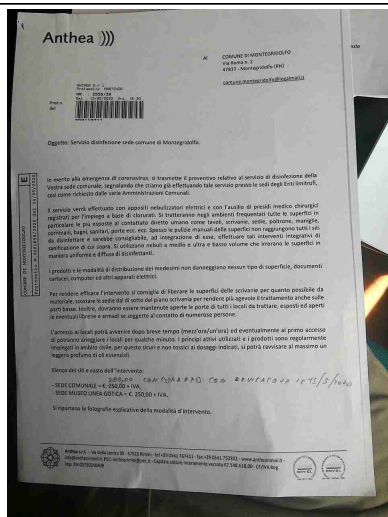 Anthea )))
Al COMUNE DI MONTEGRIDOLFO
Via Roma n. 2
47837 - Montegridolfo (RN)
comune.montegridolfo@legalmail.it
Prot.n
del
Oggetto: Servizio disinfezione sede comune di Montegridolfo.
In merito alla emergenza di coronavirus, si trasmette il preventivo relativo al servizio di disinfezione della
Vostra sede comunale, segnalando che stiamo già effettuando tale servizio presso le sedi degli Enti limitrofi,
così come richiesto dalle varie Amministrazioni Comunali.
Il servizio verrà effettuato con appositi nebulizzatori elettrici e con l'ausilio di presidi medico chirurgici
registrati per l'impiego a base di cloruranti. Si tratteranno negli ambienti frequentati tutte le superfici in
particolare le più esposte al contatto diretto umano come tavoli, scrivanie, sedie, poltrone, maniglie,
corrimani, bagni, sanitari, porte ecc. ecc. Spesso le pulizie manuali delle superfici non raggiungono tutti i siti
da disinfettare e sarebbe consigliabile, ad integrazione di esse, effettuare tali interventi integrativi di
sanificazione di cui sopra. Si utilizzano nebuli a medio e ultra e basso volume che irrorano le superfici in
maniera uniforme e diffusa di disinfettanti.
I prodotti e le modalità di distribuzione dei medesimi non danneggiano nessun tipo di superficie, documenti
cartacei, computer ed altri apparati elettrici.
Per rendere efficace l'intervento si consiglia di liberare le superfici delle scrivanie per quanto possibile da
materiali, spostare le sedie dal di sotto del piano scrivania per rendere più agevole il trattamento anche sulle
parti basse. Inoltre, dovranno essere mantenute aperte le porte di tutti i locali da trattare, esposti ed aperti
le eventuali librerie e armadi se soggette al contatto di numerose persone.
L'accesso ai locali potrà avvenire dopo breve tempo (mezz'ora/un'ora) ed eventualmente al primo accesso
si potranno arieggiare i locali per qualche minuto. I principi attivi utilizzati e i prodotti sono regolarmente
impiegati in ambito civile, per quanto sicuri e non tossici ai dosaggi indicati, si potrà ravvisare al massimo un
leggero profumo di oli essenziali.
Elenco dei siti e costo dell'intervento:
- SEDE COMUNALE = €. 250,00 + IVA,
- SEDE MUSEO LINEA GOTICA = €. 250,00 + IVA,
Si riportano le fotografie esplicative della modalità d'intervento.